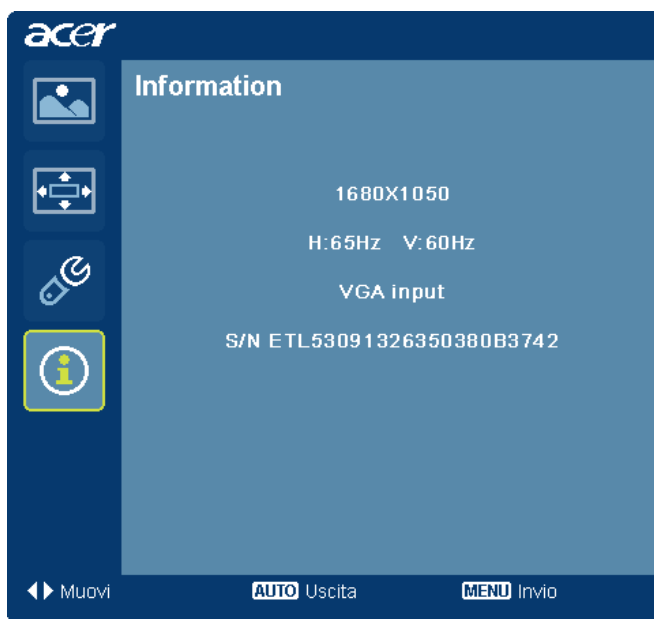 acer
Information
1680X1050
H:65Hz V:60Hz
VGA input
S/N ETL53091326350380B3742
Muovi AUTO Uscita MENU Invio